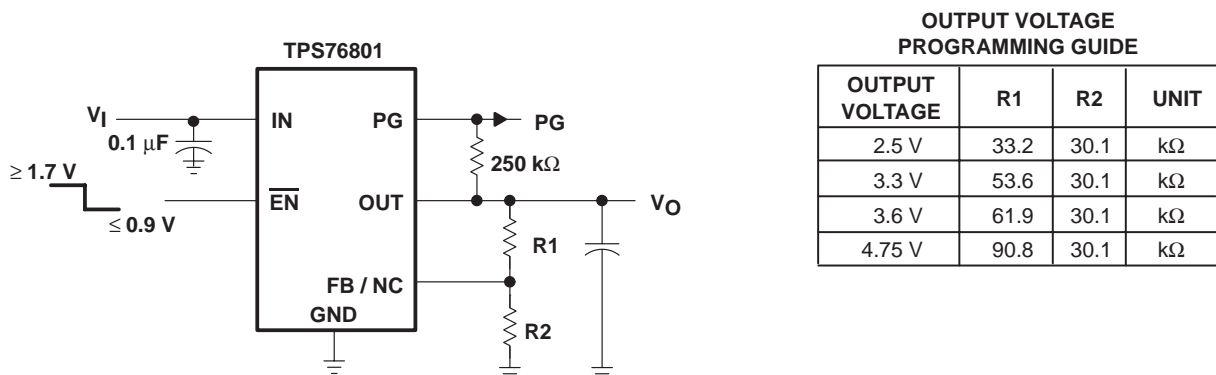 TPS76801
VI
0.1 µF
IN
PG
PG
250 kΩ
≥ 1.7 V
≤ 0.9 V
EN
OUT
VO
R1
FB / NC
GND
R2
OUTPUT VOLTAGE
PROGRAMMING GUIDE
OUTPUT VOLTAGE R1 R2 UNIT
2.5 V 33.2 30.1 kΩ
3.3 V 53.6 30.1 kΩ
3.6 V 61.9 30.1 kΩ
4.75 V 90.8 30.1 kΩ